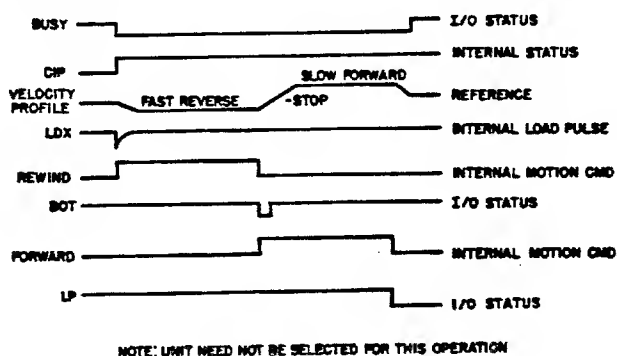 BUSY I/O STATUS
CIP INTERNAL STATUS
SLOW FORWARD
VELOCITY PROFILE FAST REVERSE -STOP REFERENCE
LDX INTERNAL LOAD PULSE
REWIND INTERNAL MOTION CMD
BOT I/O STATUS
FORWARD INTERNAL MOTION CMD
LP I/O STATUS
NOTE: UNIT NEED NOT BE SELECTED FOR THIS OPERATION